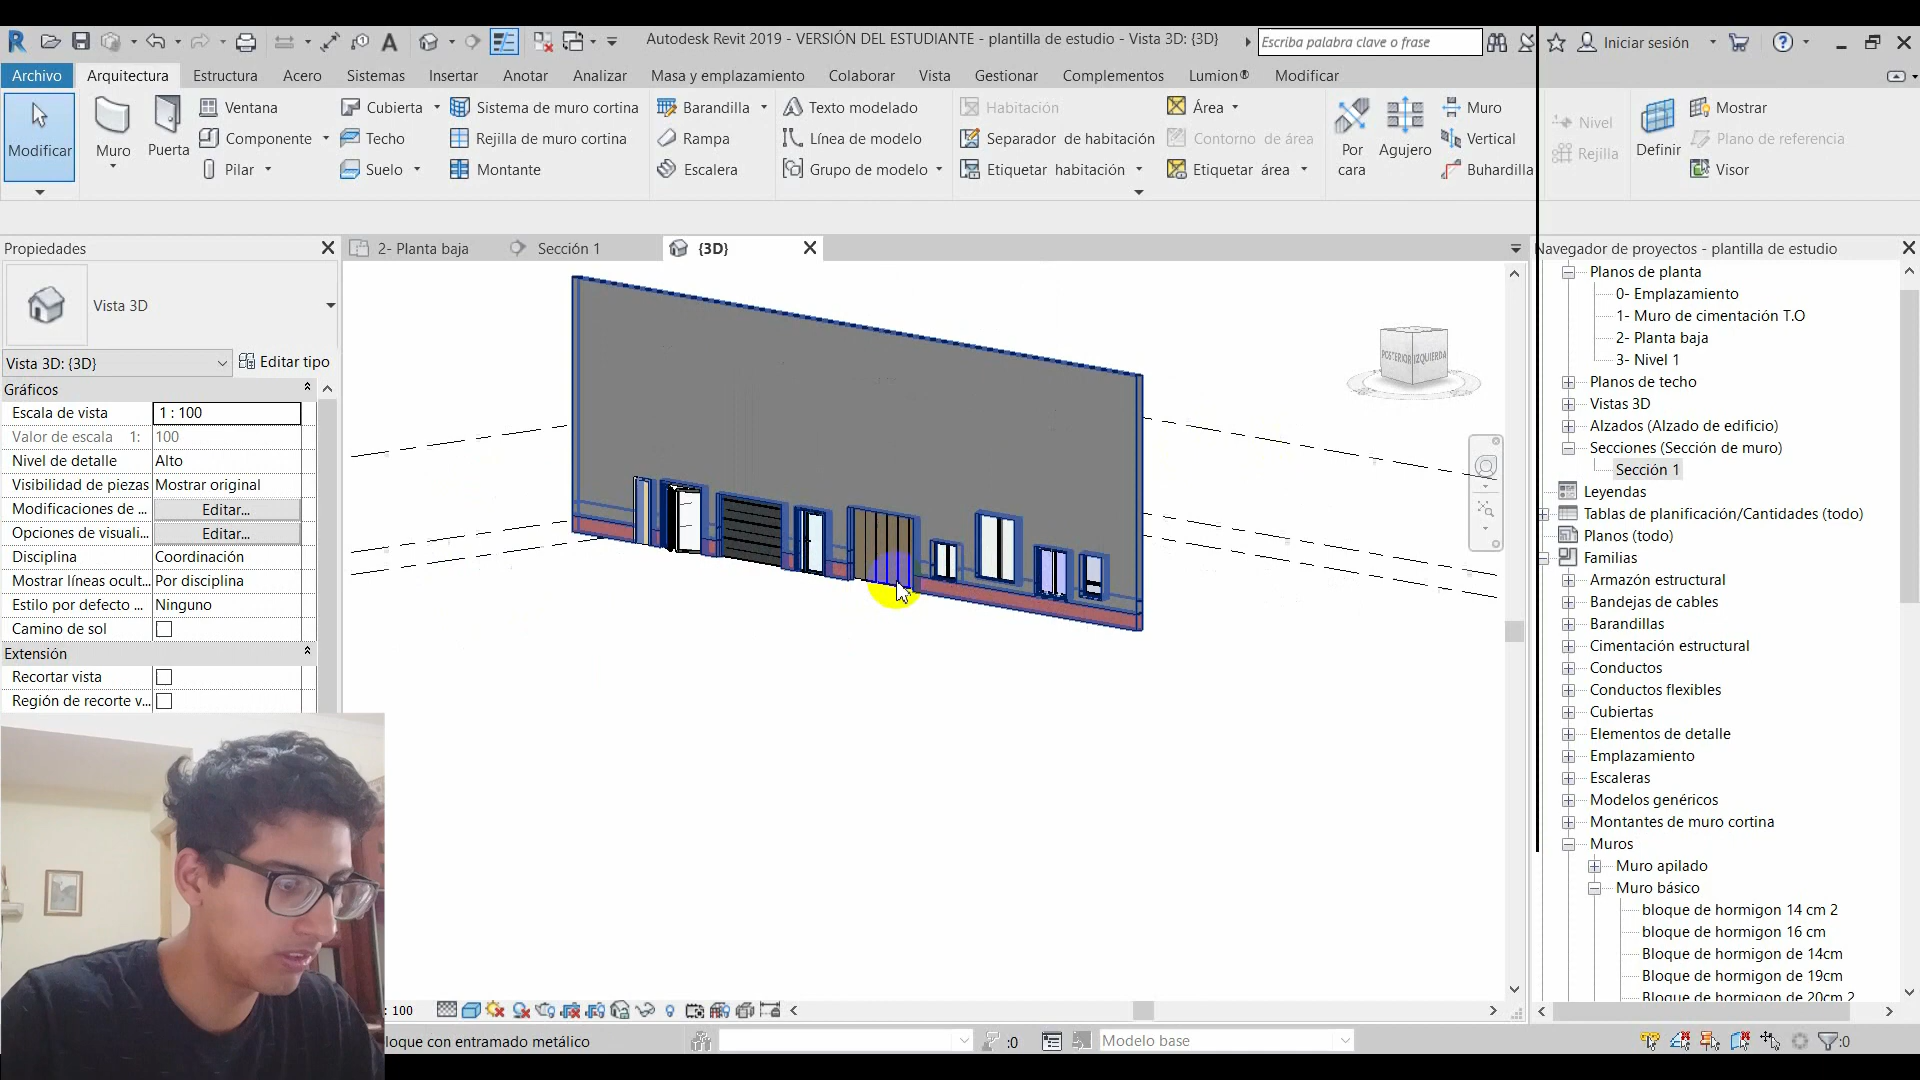 Autodesk Revit 2019 - VERSIÓN DEL ESTUDIANTE - plantilla de estudio - Vista 3D: {3D}
Escriba palabra clave o frase
Iniciar sesión
Archivo
Arquitectura
Estructura
Acero
Sistemas
Insertar
Anotar
Analizar
Masa y emplazamiento
Colaborar
Vista
Gestionar
Complementos
Lumion®
Modificar
Modificar
Muro
Puerta
Ventana
Componente
Pilar
Cubierta
Techo
Suelo
Sistema de muro cortina
Rejilla de muro cortina
Montante
Barandilla
Rampa
Escalera
Texto modelado
Línea de modelo
Grupo de modelo
Habitación
Separador de habitación
Etiquetar habitación
Área
Contorno de área
Etiquetar área
Por
cara
Agujero
Muro
Vertical
Buhardilla
Nivel
Rejilla
Definir
Mostrar
Plano de referencia
Visor
Propiedades
2- Planta baja
Sección 1
{3D}
Navegador de proyectos - plantilla de estudio
Vista 3D
Vista 3D: {3D}
Editar tipo
Gráficos
Escala de vista 1 : 100
Valor de escala 1: 100
Nivel de detalle Alto
Visibilidad de piezas Mostrar original
Modificaciones de ... Editar...
Opciones de visuali... Editar...
Disciplina Coordinación
Mostrar líneas ocult... Por disciplina
Estilo por defecto ... Ninguno
Camino de sol
Extensión
Recortar vista
Región de recorte v...
POSTERIOR
IZQUIERDA
Planos de planta
0- Emplazamiento
1- Muro de cimentación T.O
2- Planta baja
3- Nivel 1
Planos de techo
Vistas 3D
Alzados (Alzado de edificio)
Secciones (Sección de muro)
Sección 1
Leyendas
Tablas de planificación/Cantidades (todo)
Planos (todo)
Familias
Armazón estructural
Bandejas de cables
Barandillas
Cimentación estructural
Conductos
Conductos flexibles
Cubiertas
Elementos de detalle
Emplazamiento
Escaleras
Modelos genéricos
Montantes de muro cortina
Muros
Muro apilado
Muro básico
bloque de hormigon 14 cm 2
bloque de hormigon 16 cm
Bloque de hormigon de 14cm
Bloque de hormigon de 19cm
Bloque de hormigon de 20cm 2
: 100
loque con entramado metálico
:0
Modelo base
:0